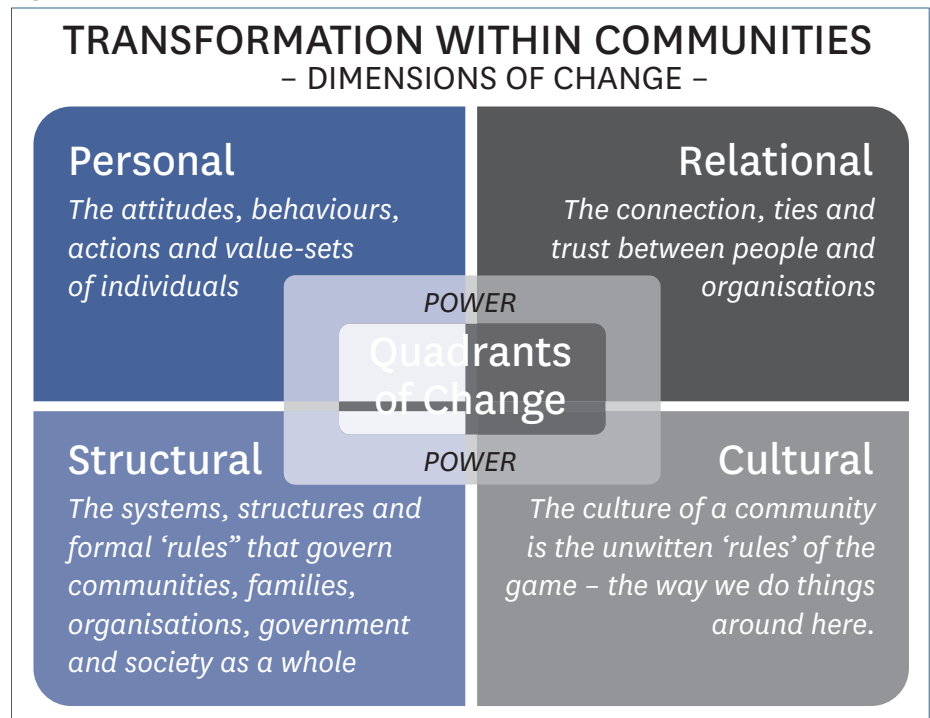 TRANSFORMATION WITHIN COMMUNITIES
– DIMENSIONS OF CHANGE –
Personal
The attitudes, behaviours,
actions and value-sets
of individuals
Relational
The connection, ties and
trust between people and
organisations
POWER
Quadrants
of Change
POWER
Structural
The systems, structures and
formal ‘rules” that govern
communities, families,
organisations, government
and society as a whole
Cultural
The culture of a community
is the unwitten ‘rules’ of the
game – the way we do things
around here.